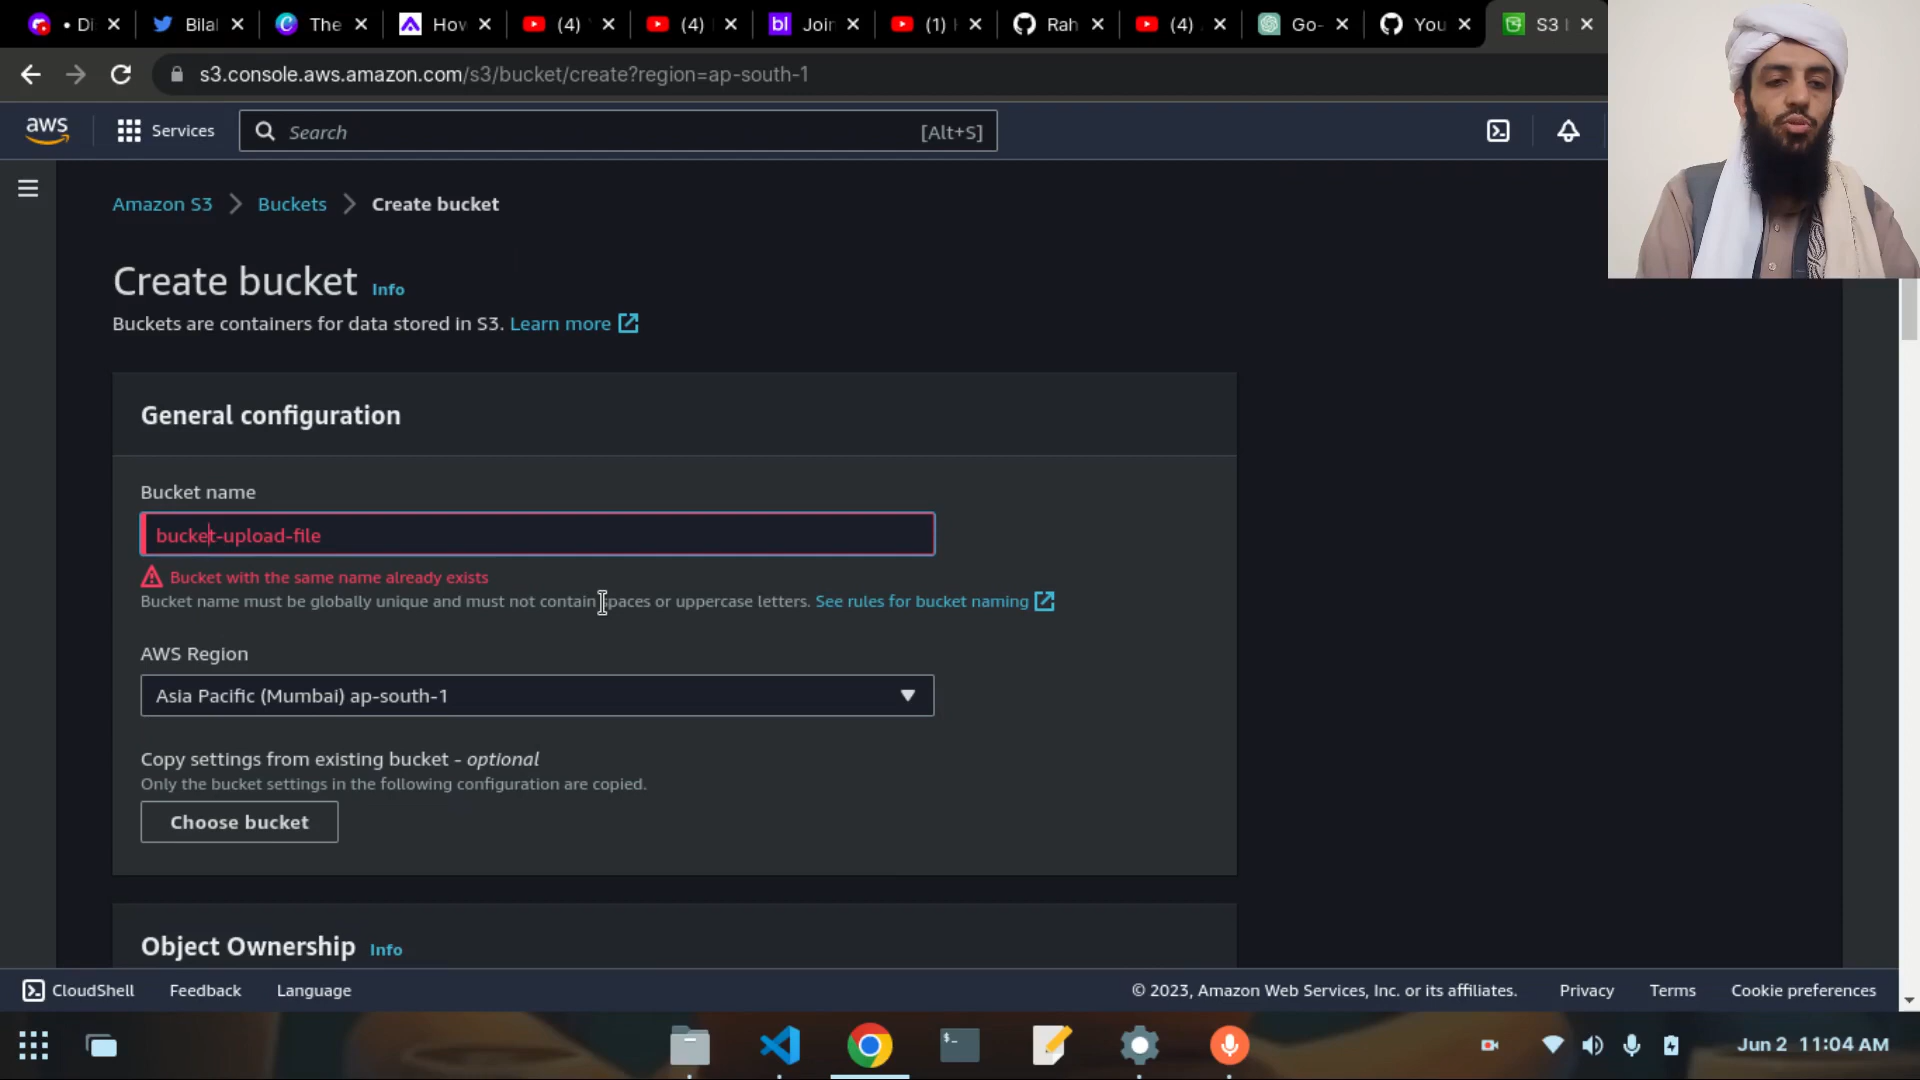 • Di
Bilal
The
How
(4)
(4)
Join
(1)
Rah
(4)
Go-
You
S3
s3.console.aws.amazon.com/s3/bucket/create?region=ap-south-1
aws
Services
Search
[Alt+S]
Amazon S3 > Buckets > Create bucket
Create bucket Info
Buckets are containers for data stored in S3. Learn more
General configuration
Bucket name
bucket-upload-file
Bucket with the same name already exists
Bucket name must be globally unique and must not contain spaces or uppercase letters. See rules for bucket naming
AWS Region
Asia Pacific (Mumbai) ap-south-1
Copy settings from existing bucket - optional
Only the bucket settings in the following configuration are copied.
Choose bucket
Object Ownership Info
CloudShell
Feedback
Language
© 2023, Amazon Web Services, Inc. or its affiliates.
Privacy
Terms
Cookie preferences
Jun 2 11:04 AM